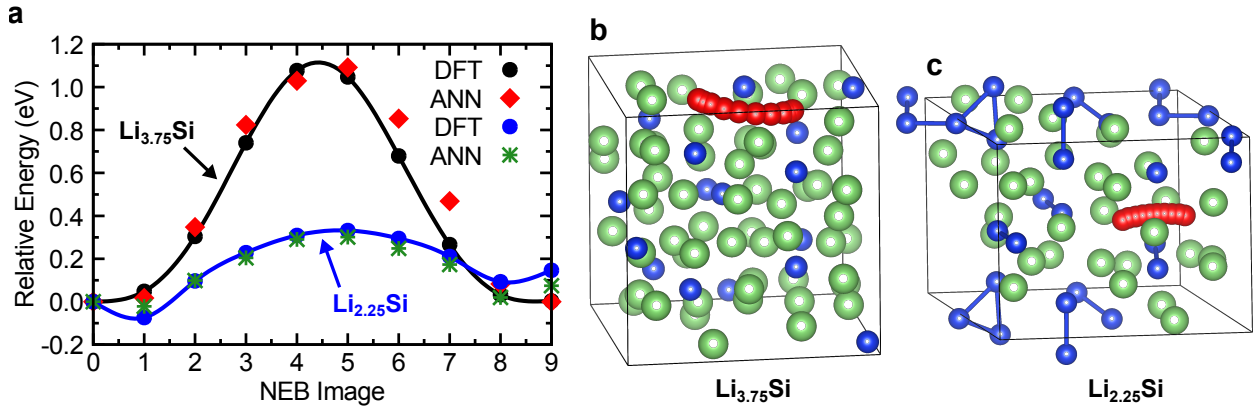 a
1.2
1.0
0.8
0.6
0.4
0.2
0.0
-0.2
Relative Energy (eV)
DFT
ANN
DFT
ANN
Li3.75Si
Li2.25Si
0 1 2 3 4 5 6 7 8 9
NEB Image
b
Li3.75Si
c
Li2.25Si